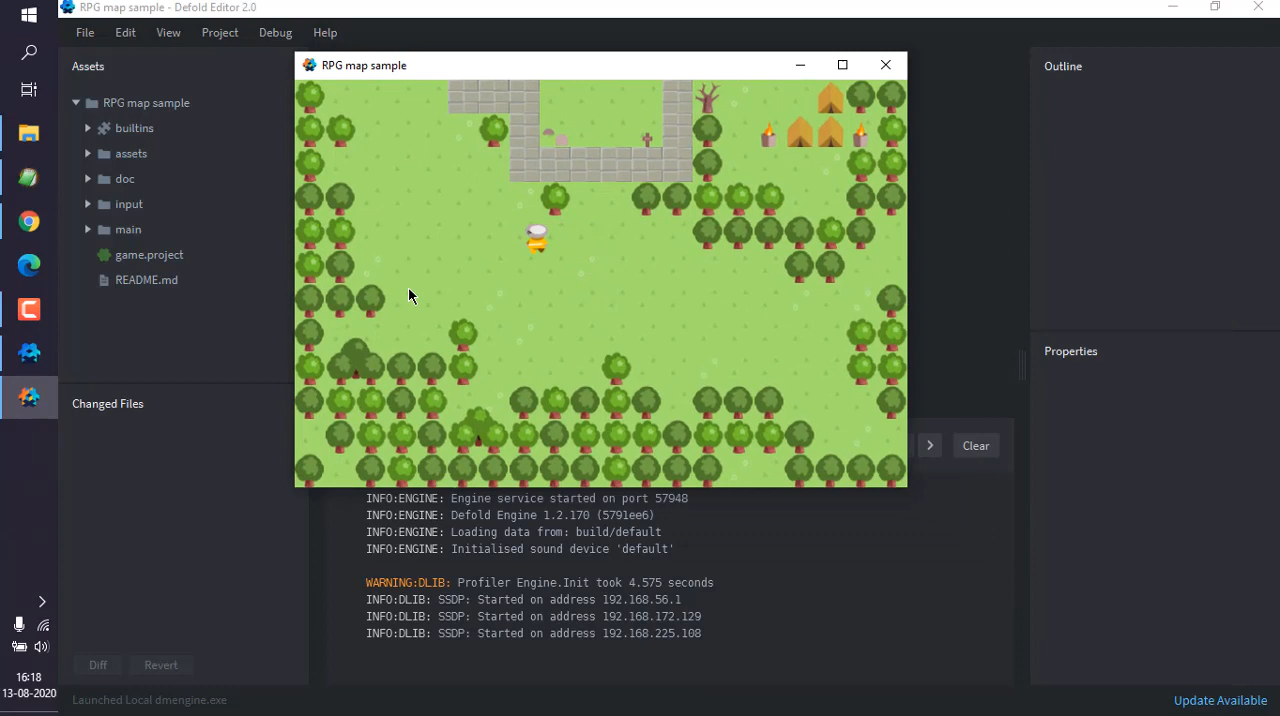 RPG map sample - Defold Editor 2.0
File Edit View Project Debug Help
Assets
RPG map sample
builtins
assets
doc
input
main
game.project
README.md
Changed Files
Diff Revert
Launched Local dmengine.exe
RPG map sample
Clear
INFO:ENGINE: Engine service started on port 57948
INFO:ENGINE: Defold Engine 1.2.170 (5791ee6)
INFO:ENGINE: Loading data from: build/default
INFO:ENGINE: Initialised sound device 'default'
WARNING:DLIB: Profiler Engine.Init took 4.575 seconds
INFO:DLIB: SSDP: Started on address 192.168.56.1
INFO:DLIB: SSDP: Started on address 192.168.172.129
INFO:DLIB: SSDP: Started on address 192.168.225.108
Outline
Properties
Update Available
16:18
13-08-2020